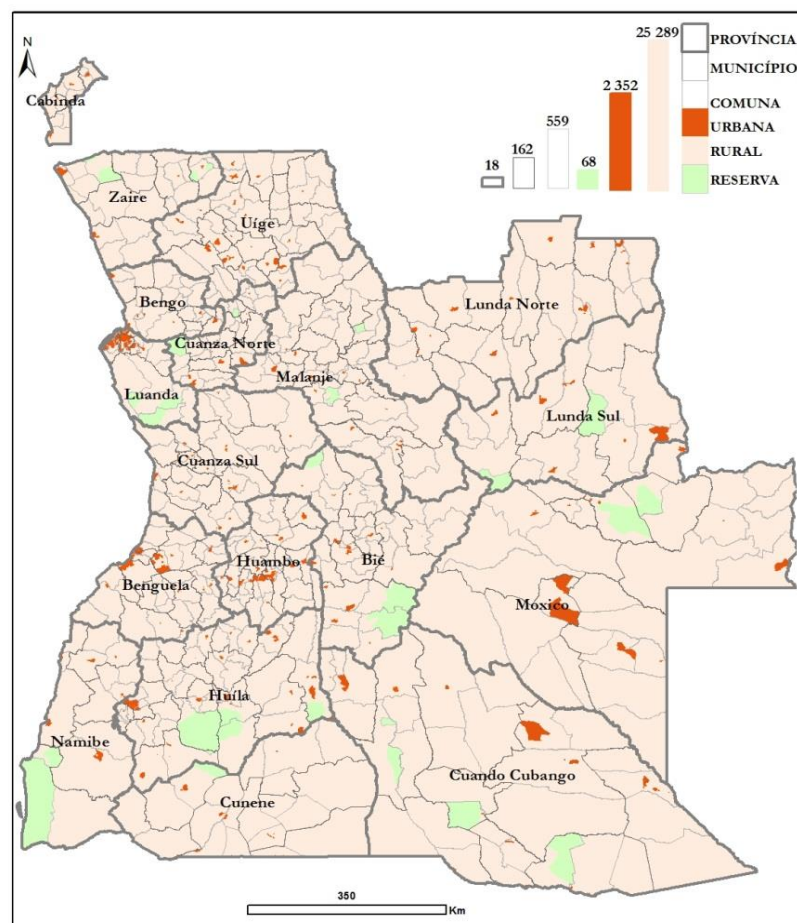 25 289
PROVÍNCIA
N
MUNICÍPIO
2 352
Cabinda
COMUNA
559
URBANA
162
68
RURAL
18
RESERVA
Zaire
Uíge
Bengo
Lunda Norte
Cuanza Norte
Malanje
Luanda
Lunda Sul
Cuanza Sul
Huambo
Bié
Benguela
Moxico
Huíla
Namibe
Cuando Cubango
Cunene
350
Km